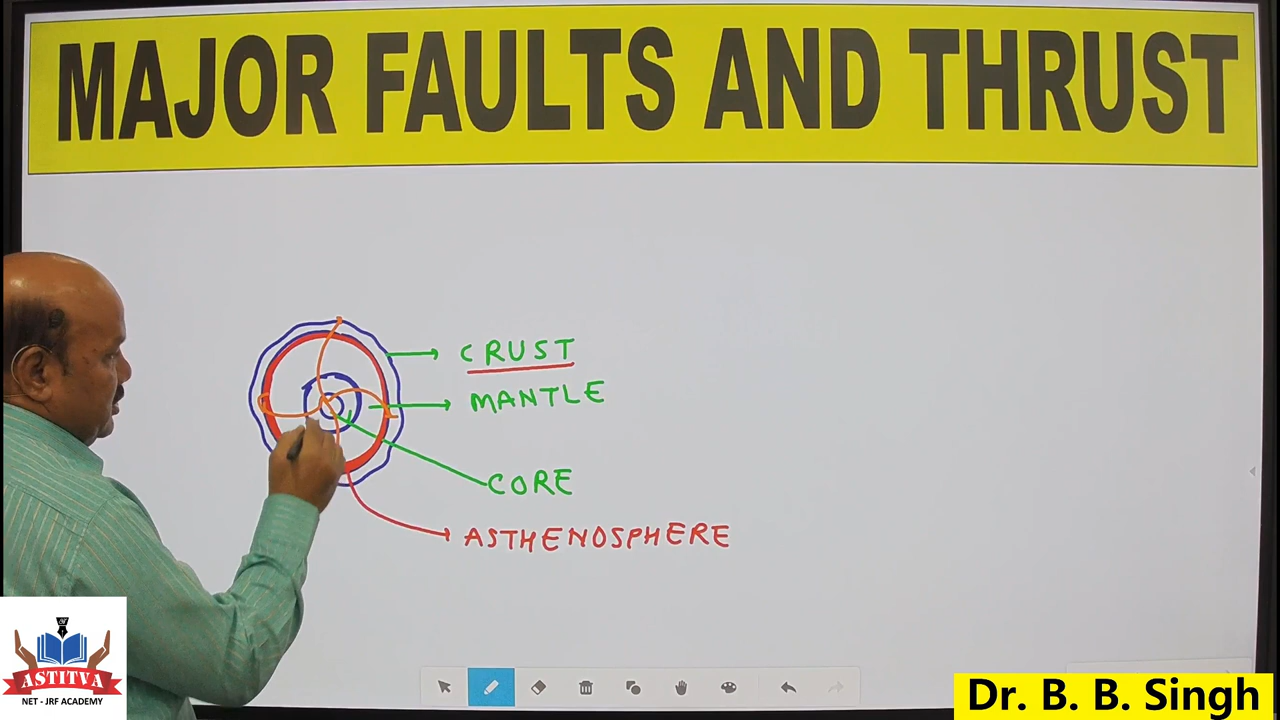 MAJOR FAULTS AND THRUST
CRUST
MANTLE
CORE
ASTHENOSPHERE
ASTITVA
NET - JRF ACADEMY
Dr. B. B. Singh